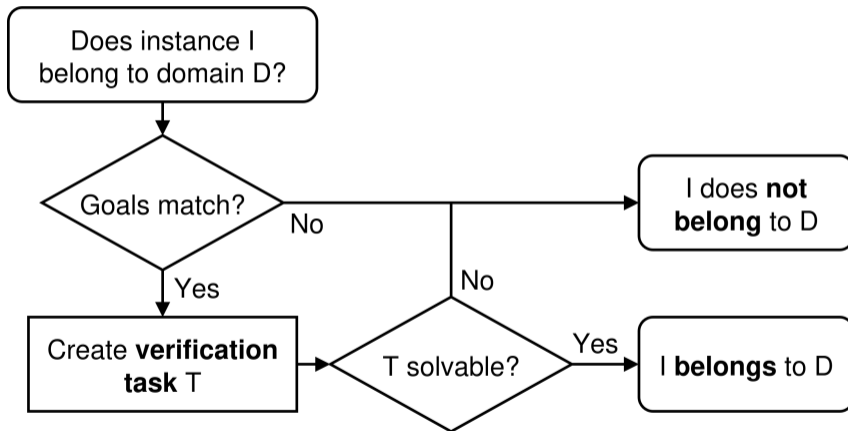 Does instance I
belong to domain D?
Goals match?
No
I does not
belong to D
Yes
No
Create verification
task T
T solvable?
Yes
I belongs to D